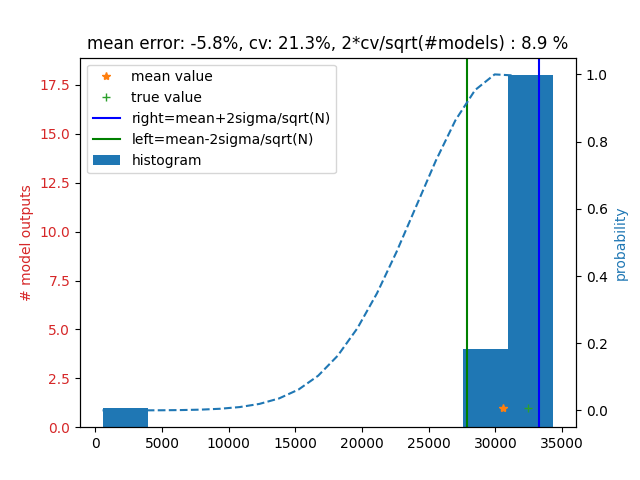 mean error: -5.8%, cv: 21.3%, 2*cv/sqrt(#models) : 8.9 %
mean value
true value
right=mean+2sigma/sqrt(N)
left=mean-2sigma/sqrt(N)
histogram
# model outputs
17.5
15.0
12.5
10.0
7.5
5.0
2.5
0.0
1.0
0.8
0.6
0.4
0.2
0.0
probability
0 5000 10000 15000 20000 25000 30000 35000